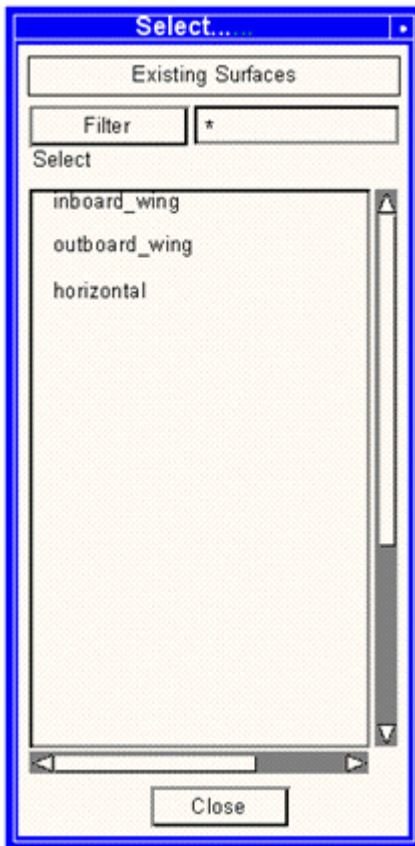 Select......
Existing Surfaces
Filter *
Select
inboard_wing
outboard_wing
horizontal
Close